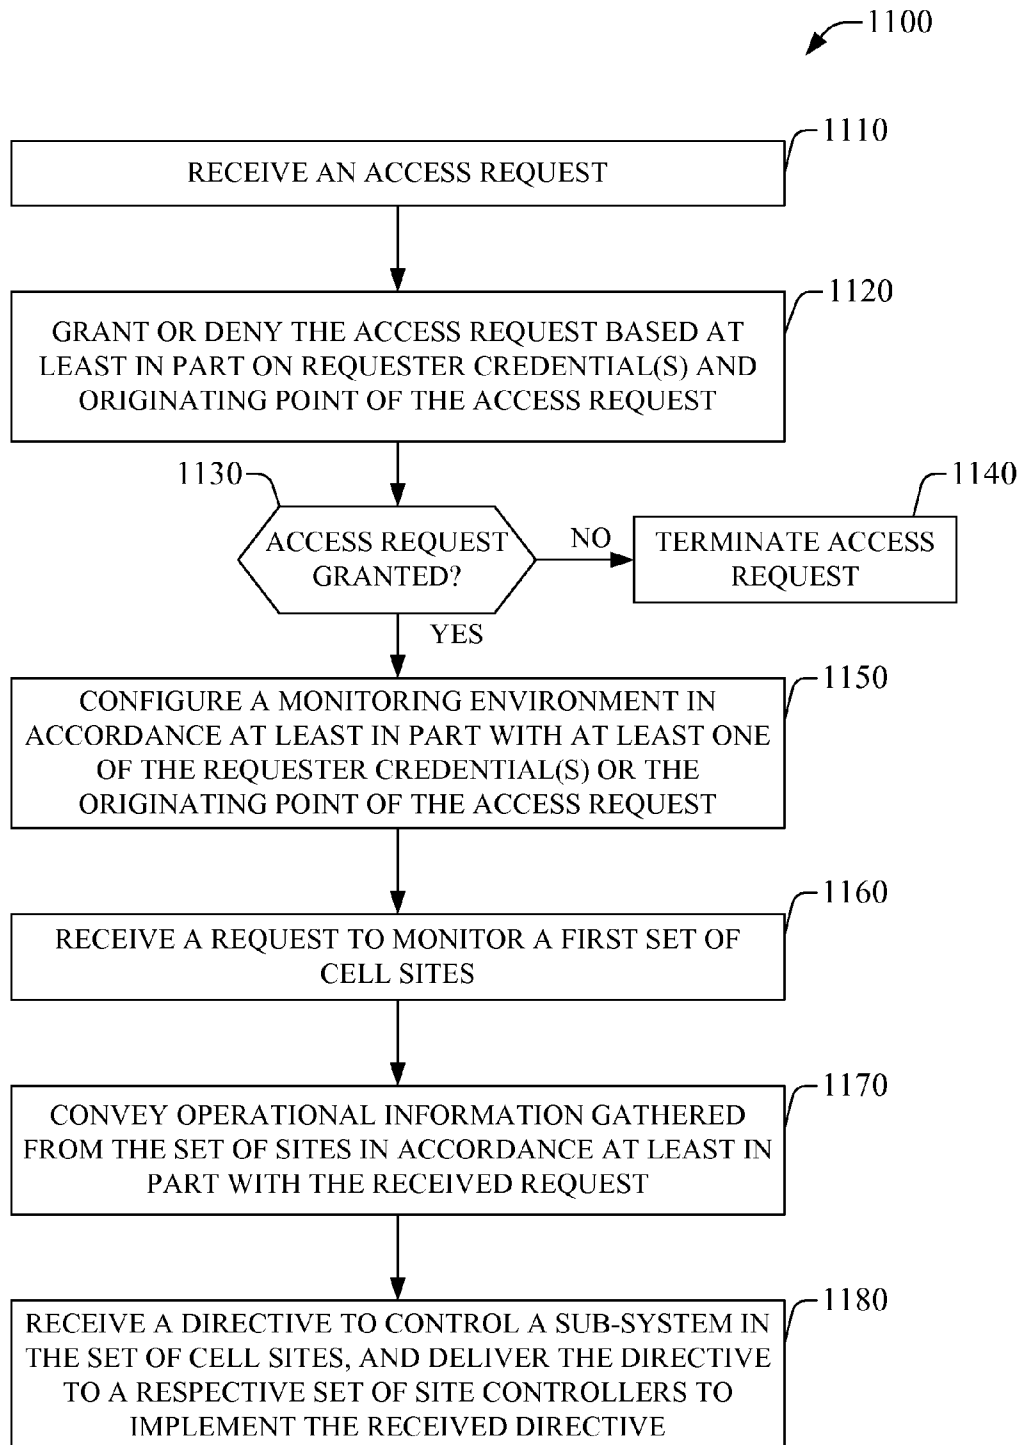 1100
1110
RECEIVE AN ACCESS REQUEST
1120
GRANT OR DENY THE ACCESS REQUEST BASED AT
LEAST IN PART ON REQUESTER CREDENTIAL(S) AND
ORIGINATING POINT OF THE ACCESS REQUEST
1130
ACCESS REQUEST
GRANTED?
NO
1140
TERMINATE ACCESS
REQUEST
YES
1150
CONFIGURE A MONITORING ENVIRONMENT IN
ACCORDANCE AT LEAST IN PART WITH AT LEAST ONE
OF THE REQUESTER CREDENTIAL(S) OR THE
ORIGINATING POINT OF THE ACCESS REQUEST
1160
RECEIVE A REQUEST TO MONITOR A FIRST SET OF
CELL SITES
1170
CONVEY OPERATIONAL INFORMATION GATHERED
FROM THE SET OF SITES IN ACCORDANCE AT LEAST IN
PART WITH THE RECEIVED REQUEST
1180
RECEIVE A DIRECTIVE TO CONTROL A SUB-SYSTEM IN
THE SET OF CELL SITES, AND DELIVER THE DIRECTIVE
TO A RESPECTIVE SET OF SITE CONTROLLERS TO
IMPLEMENT THE RECEIVED DIRECTIVE